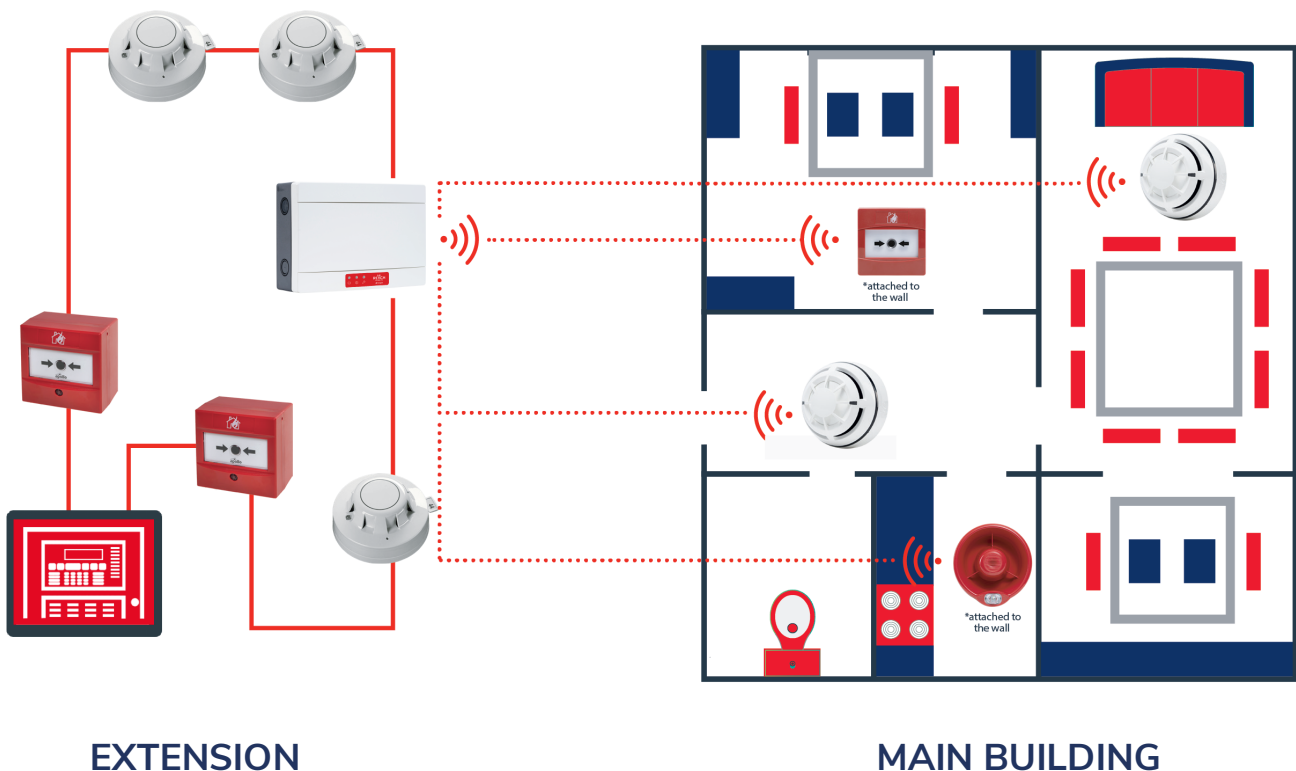 *attached to
the wall
*attached to
the wall
EXTENSION
MAIN BUILDING